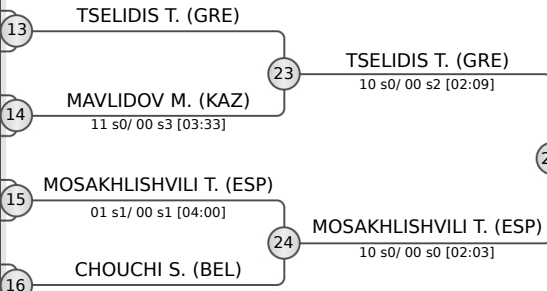 TSELIDIS T. (GRE)
13
23
TSELIDIS T. (GRE)
10 s0/ 00 s2 [02:09]
MAVLIDOV M. (KAZ)
14
11 s0/ 00 s3 [03:33]
2
MOSAKHLISHVILI T. (ESP)
15
01 s1/ 00 s1 [04:00]
24
MOSAKHLISHVILI T. (ESP)
10 s0/ 00 s0 [02:03]
CHOUCHI S. (BEL)
16